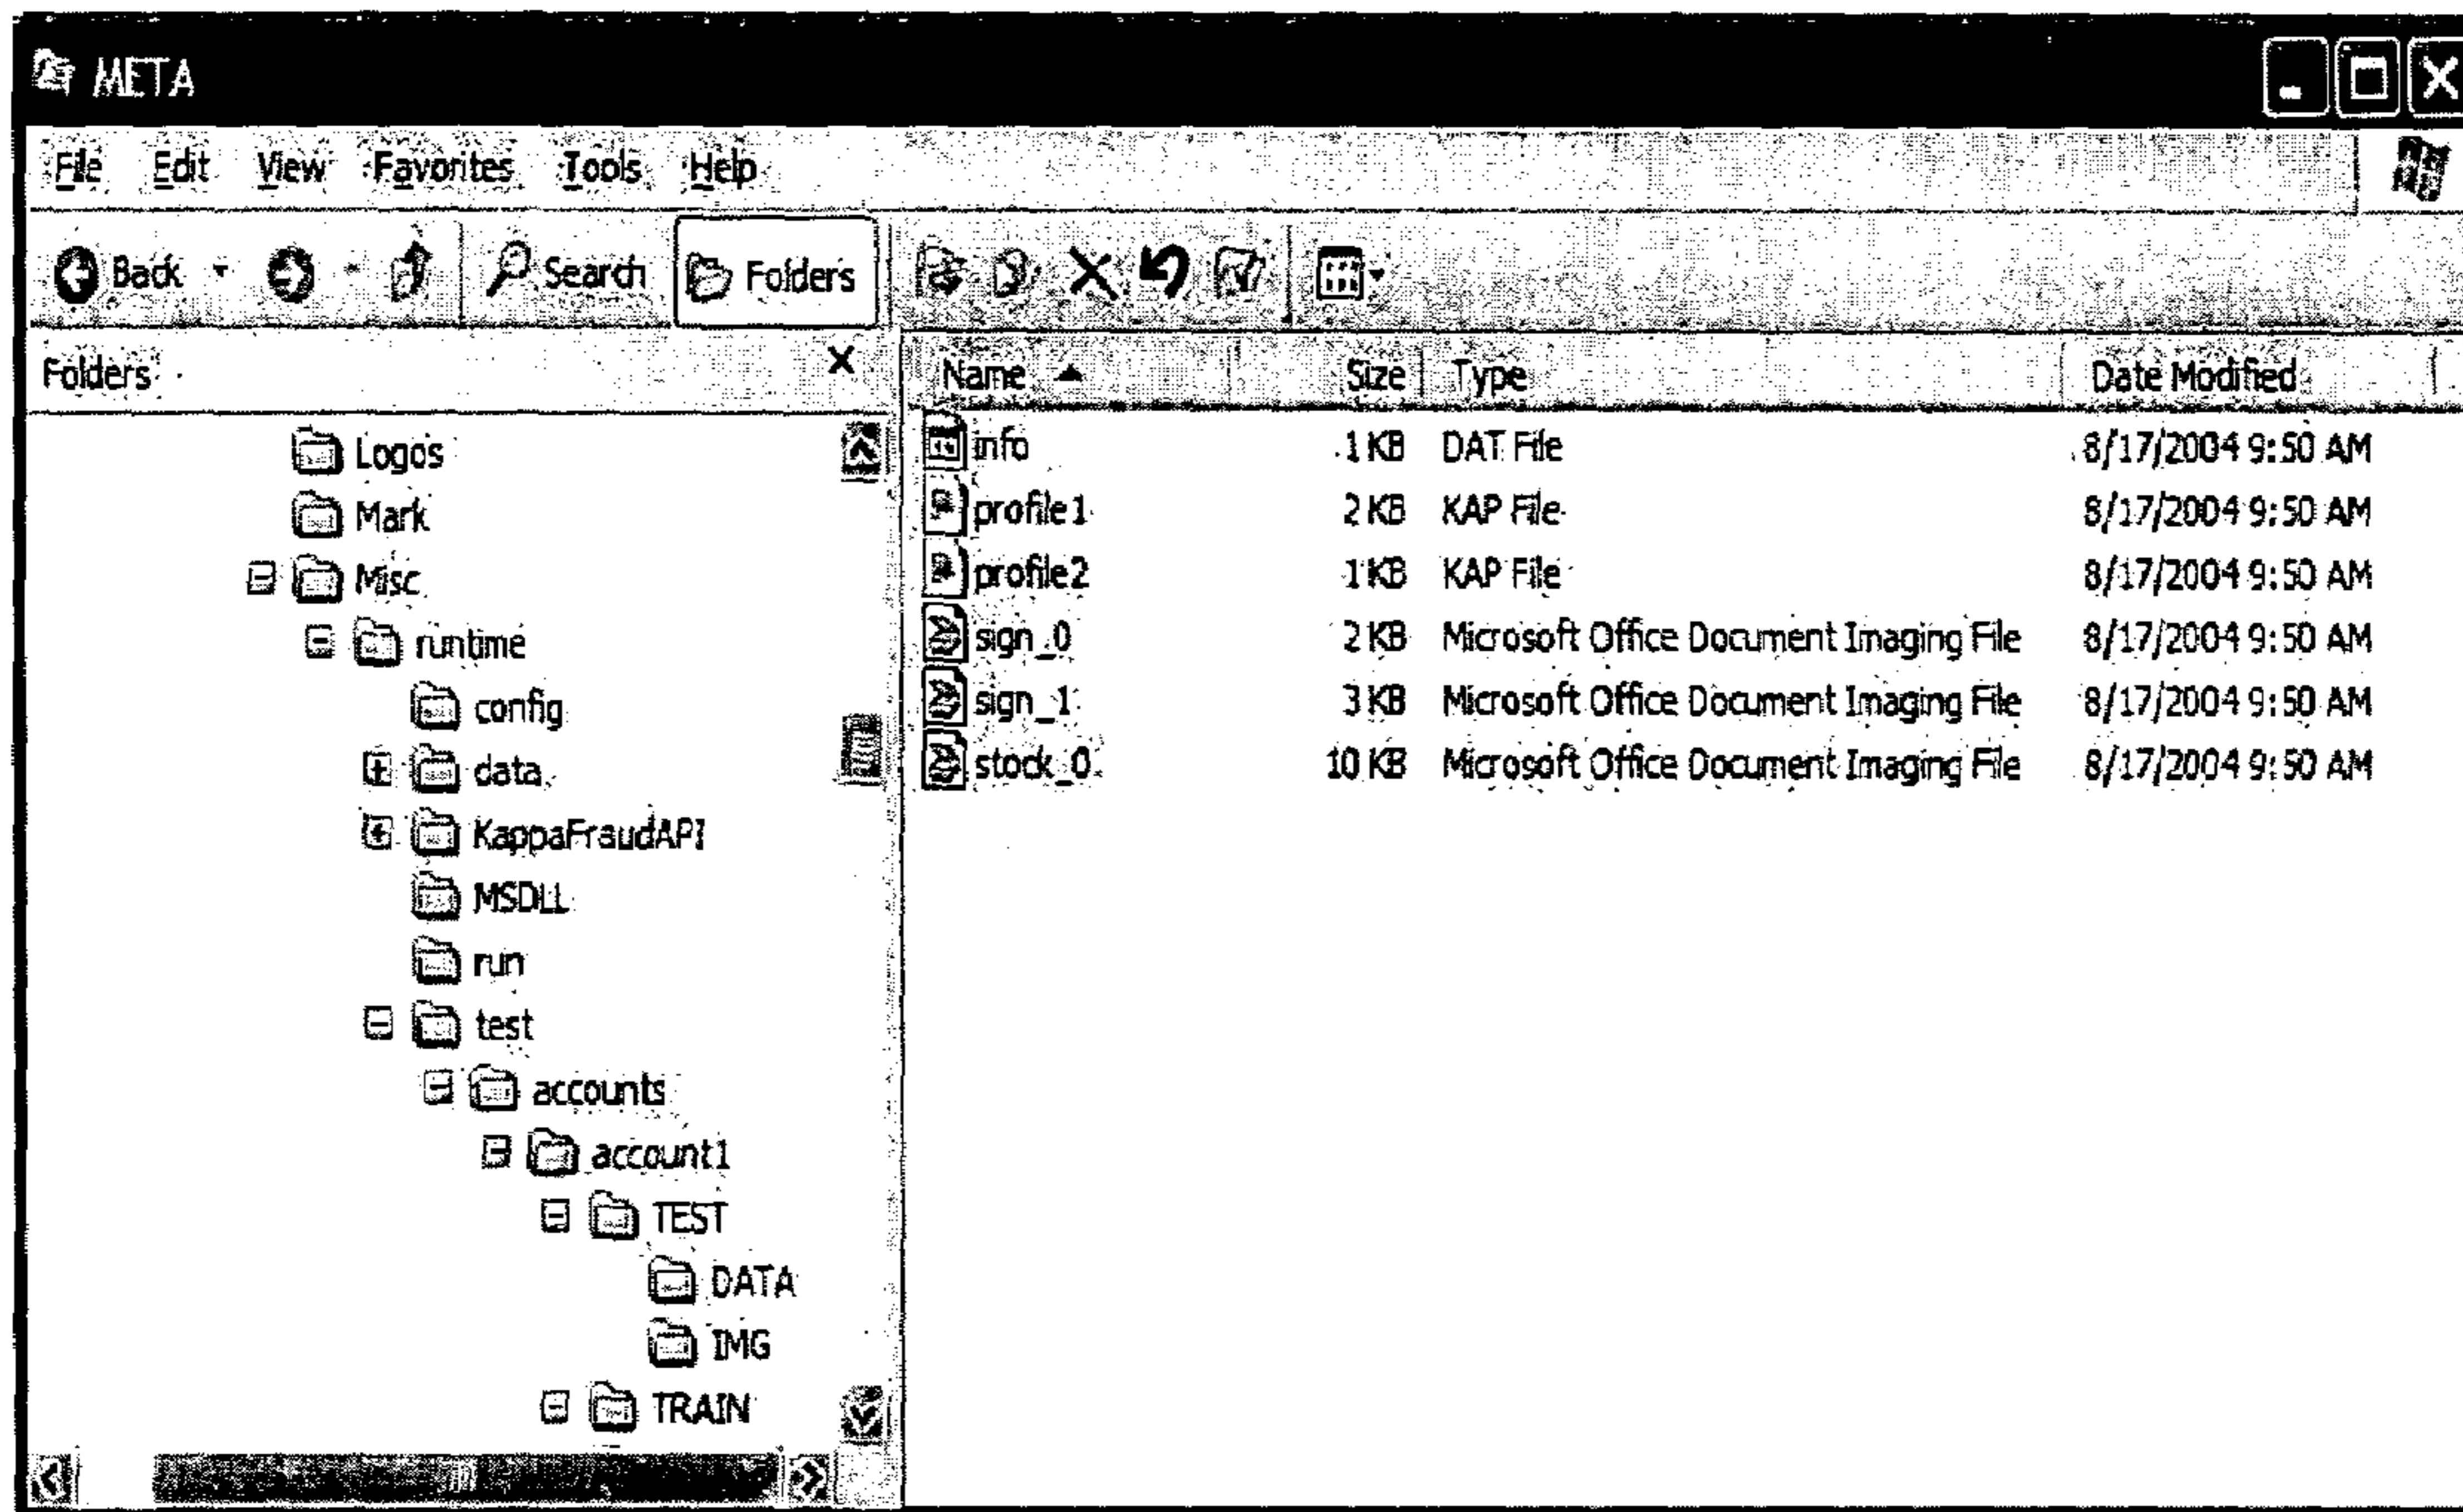 META
File Edit View Favorites Tools Help
Back Search Folders
Folders
Logos
Mark
Misc
runtime
config
data
KappaFraudAPI
MSDLL
run
test
accounts
account1
TEST
DATA
IMG
TRAIN
Name Size Type Date Modified
info 1 KB DAT File 8/17/2004 9:50 AM
profile1 2 KB KAP File 8/17/2004 9:50 AM
profile2 1 KB KAP File 8/17/2004 9:50 AM
sign_0 2 KB Microsoft Office Document Imaging File 8/17/2004 9:50 AM
sign_1 3 KB Microsoft Office Document Imaging File 8/17/2004 9:50 AM
stock_0 10 KB Microsoft Office Document Imaging File 8/17/2004 9:50 AM